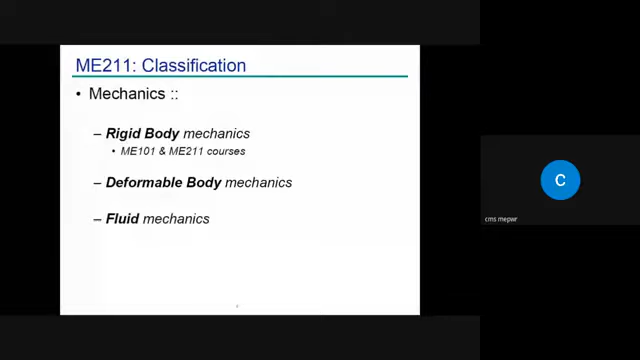 ME211: Classification
• Mechanics ::
– Rigid Body mechanics
• ME101 & ME211 courses
– Deformable Body mechanics
– Fluid mechanics
C
cms mepwr